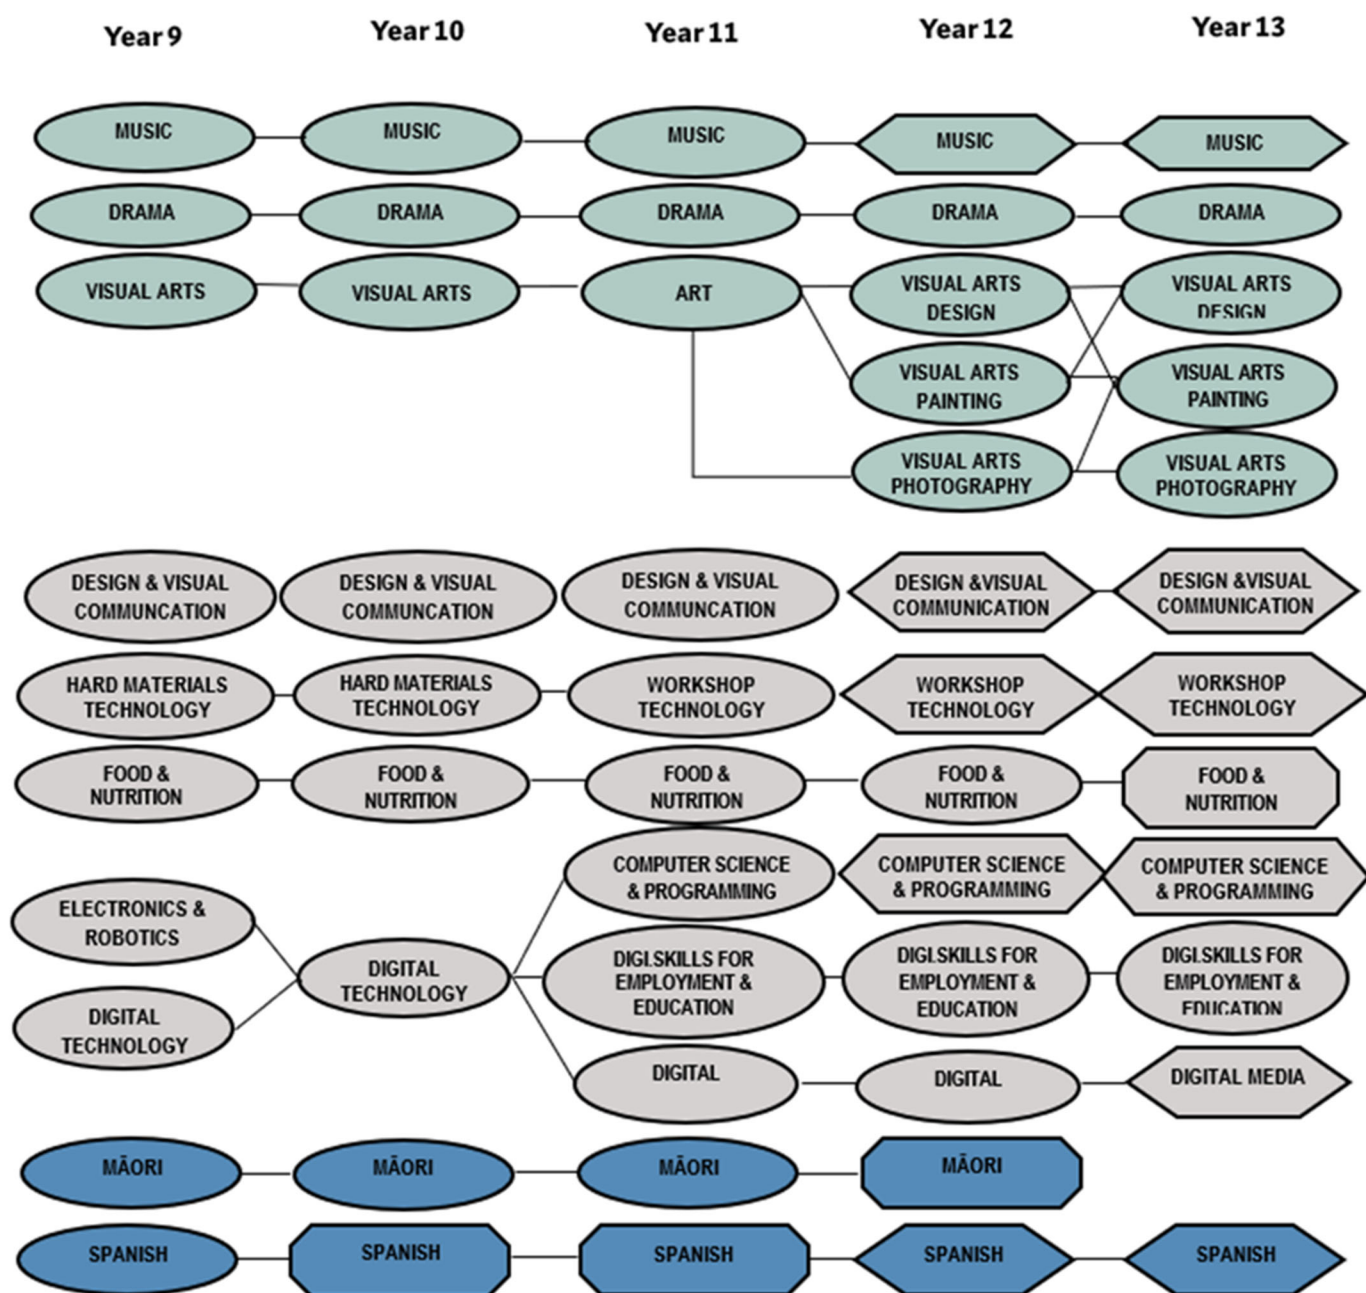 Year 9 Year 10 Year 11 Year 12 Year 13
MUSIC MUSIC MUSIC MUSIC MUSIC
DRAMA DRAMA DRAMA DRAMA DRAMA
VISUAL ARTS VISUAL ARTS ART VISUAL ARTS VISUAL ARTS
DESIGN DESIGN
VISUAL ARTS VISUAL ARTS
PAINTING PAINTING
VISUAL ARTS VISUAL ARTS
PHOTOGRAPHY PHOTOGRAPHY
DESIGN & VISUAL DESIGN & VISUAL DESIGN & VISUAL DESIGN &VISUAL DESIGN &VISUAL
COMMUNCATION COMMUNCATION COMMUNCATION COMMUNICATION COMMUNICATION
HARD MATERIALS HARD MATERIALS WORKSHOP WORKSHOP WORKSHOP
TECHNOLOGY TECHNOLOGY TECHNOLOGY TECHNOLOGY TECHNOLOGY
FOOD & FOOD & FOOD & FOOD & FOOD &
NUTRITION NUTRITION NUTRITION NUTRITION NUTRITION
COMPUTER SCIENCE COMPUTER SCIENCE COMPUTER SCIENCE
& PROGRAMMING & PROGRAMMING & PROGRAMMING
ELECTRONICS &
ROBOTICS
DIGITAL
TECHNOLOGY
DIGITAL
TECHNOLOGY
DIGI.SKILLS FOR DIGI.SKILLS FOR DIGI.SKILLS FOR
EMPLOYMENT & EMPLOYMENT & EMPLOYMENT &
EDUCATION EDUCATION EDUCATION
DIGITAL DIGITAL DIGITAL MEDIA
MĀORI MĀORI MĀORI MĀORI
SPANISH SPANISH SPANISH SPANISH SPANISH